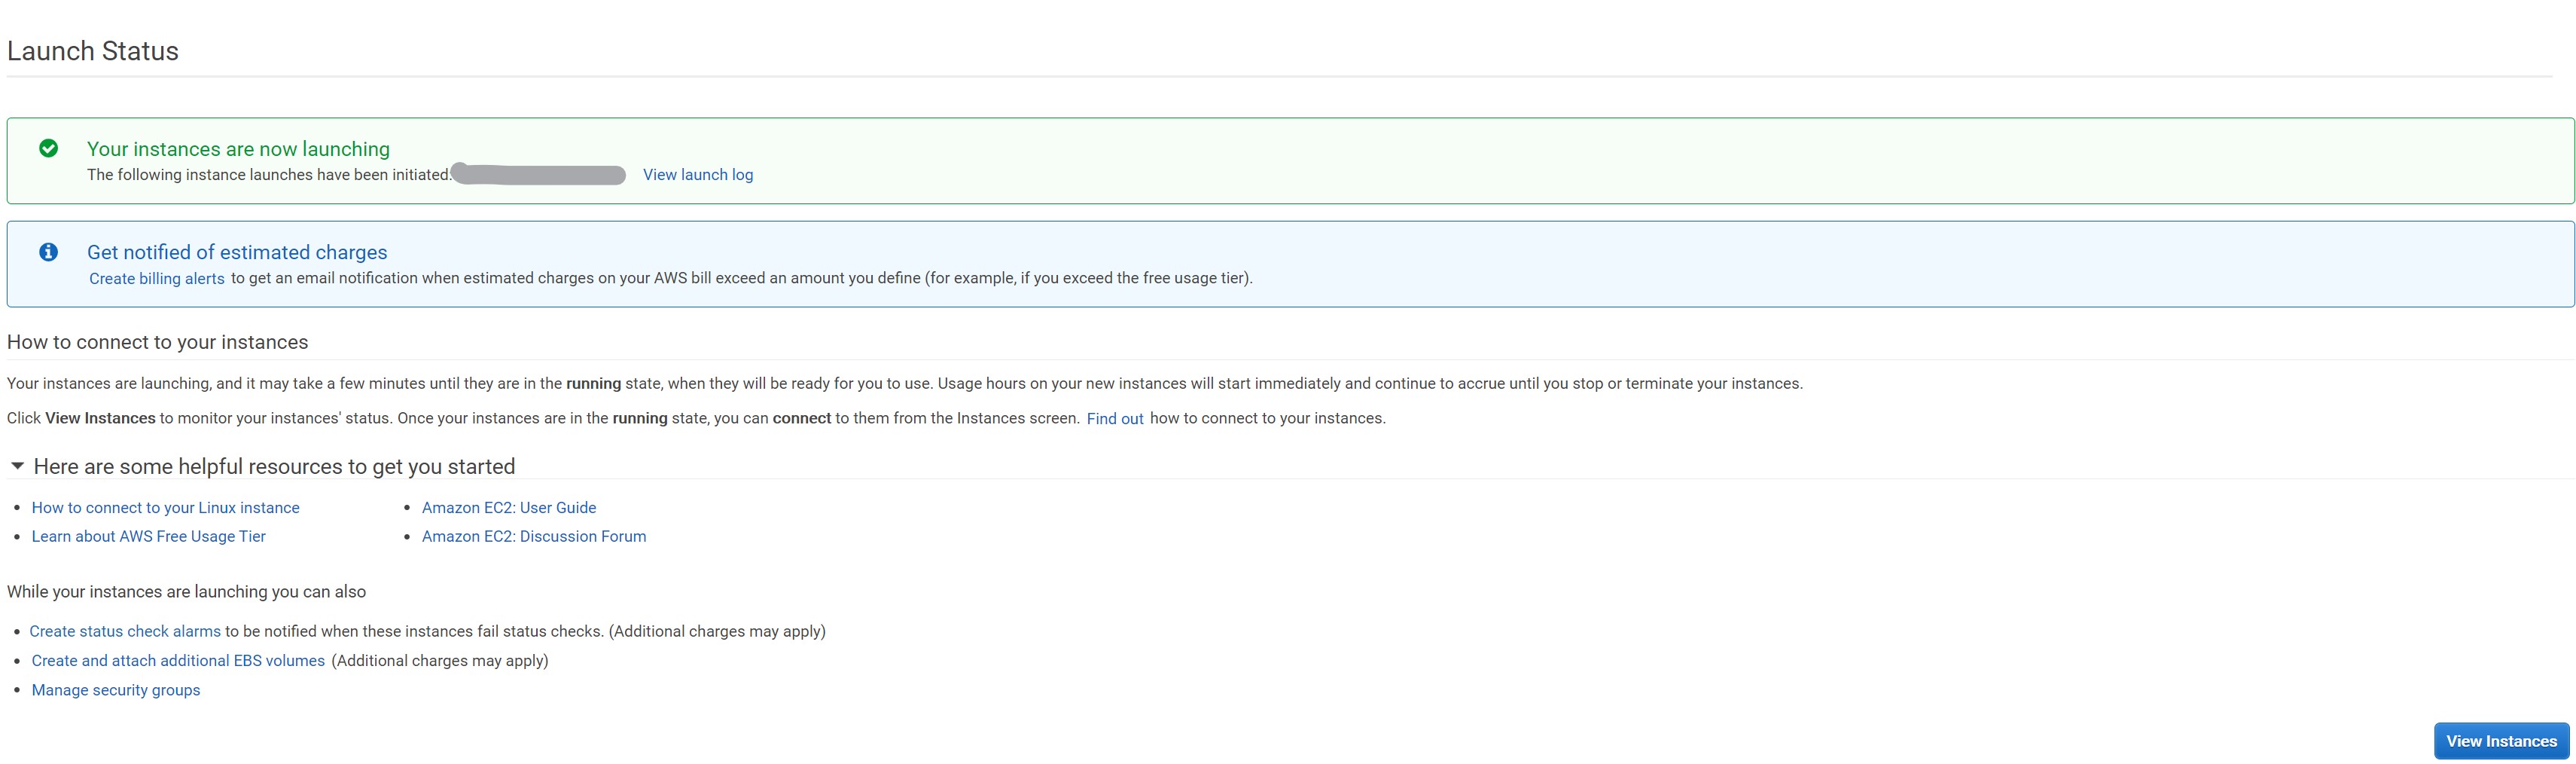 Launch Status
Your instances are now launching
The following instance launches have been initiated: View launch log
Get notified of estimated charges
Create billing alerts to get an email notification when estimated charges on your AWS bill exceed an amount you define (for example, if you exceed the free usage tier).
How to connect to your instances
Your instances are launching, and it may take a few minutes until they are in the running state, when they will be ready for you to use. Usage hours on your new instances will start immediately and continue to accrue until you stop or terminate your instances.
Click View Instances to monitor your instances' status. Once your instances are in the running state, you can connect to them from the Instances screen. Find out how to connect to your instances.
Here are some helpful resources to get you started
• How to connect to your Linux instance
• Learn about AWS Free Usage Tier
• Amazon EC2: User Guide
• Amazon EC2: Discussion Forum
While your instances are launching you can also
• Create status check alarms to be notified when these instances fail status checks. (Additional charges may apply)
• Create and attach additional EBS volumes (Additional charges may apply)
• Manage security groups
View Instances